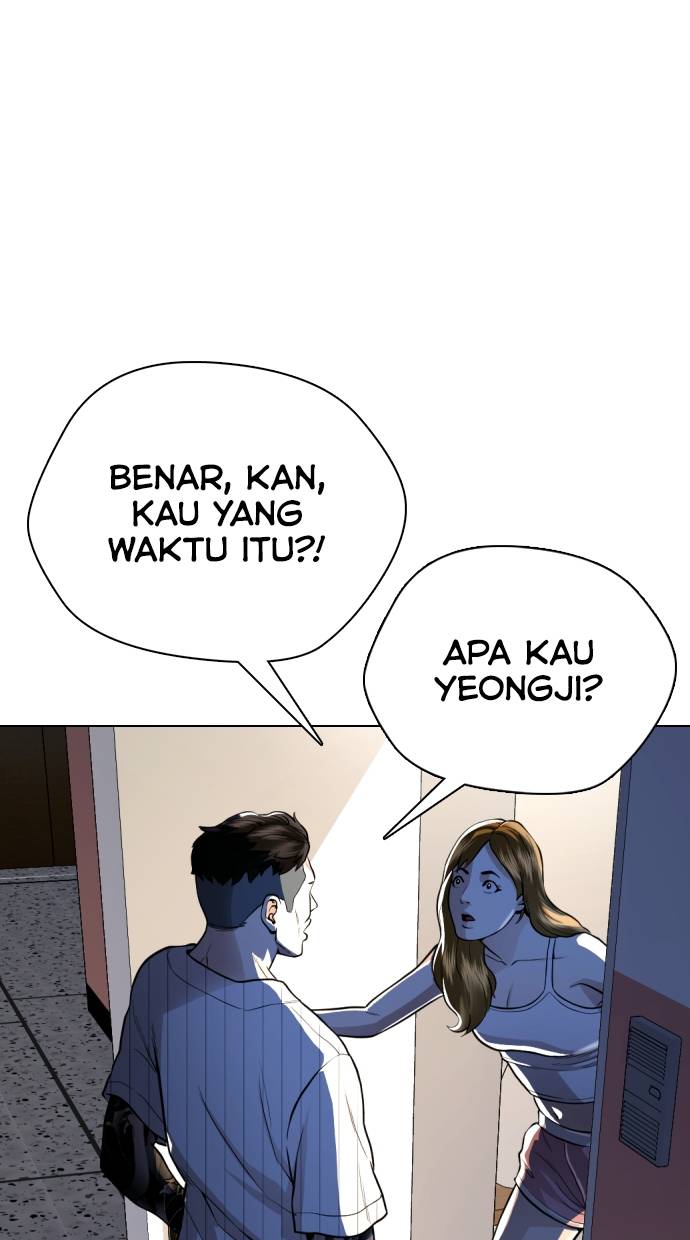 BENAR, KAN,
KAU YANG
WAKTU ITU?!
APA KAU
YEONGJI?